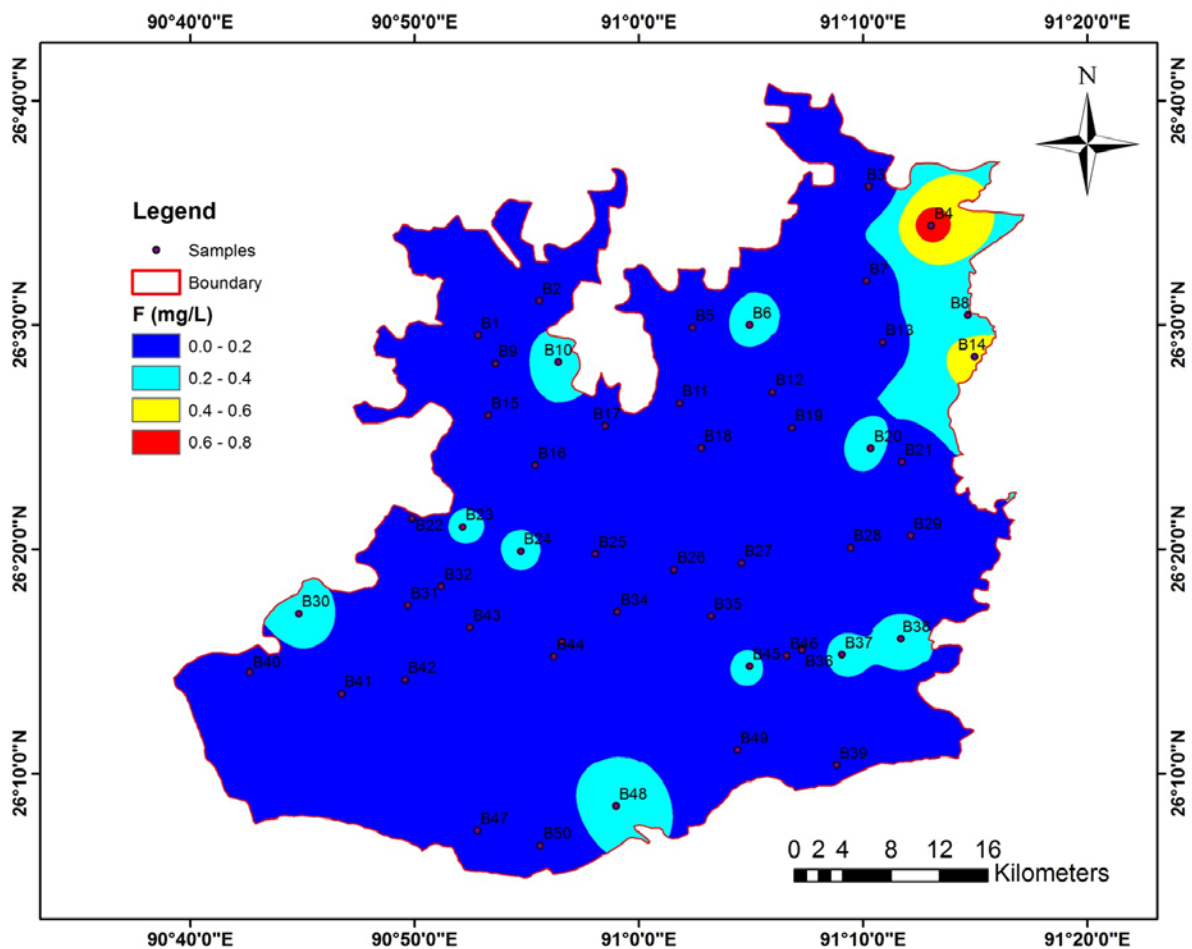 90°40'0"E 90°50'0"E 91°0'0"E 91°10'0"E 91°20'0"E
26°40'0"N
26°40'0"N
N
B3
Legend
B4
Samples
Boundary
B7
B2
F (mg/L)
B8
26°30'0"N
B1
B5
B6
B13
26°30'0"N
0.0 - 0.2
B9
B10
B14
0.2 - 0.4
B12
B11
0.4 - 0.6
B15
B17
B19
0.6 - 0.8
B18
B20
B16
B21
B22
B23
B24
B25
B26
B27
B28
B29
26°20'0"N
26°20'0"N
B32
B30
B31
B43
B34
B35
B44
B46
B37
B38
B40
B42
B45
B36
B41
B49
B39
26°10'0"N
26°10'0"N
B48
B47
B50
0 2 4 8 12 16
Kilometers
90°40'0"E 90°50'0"E 91°0'0"E 91°10'0"E 91°20'0"E